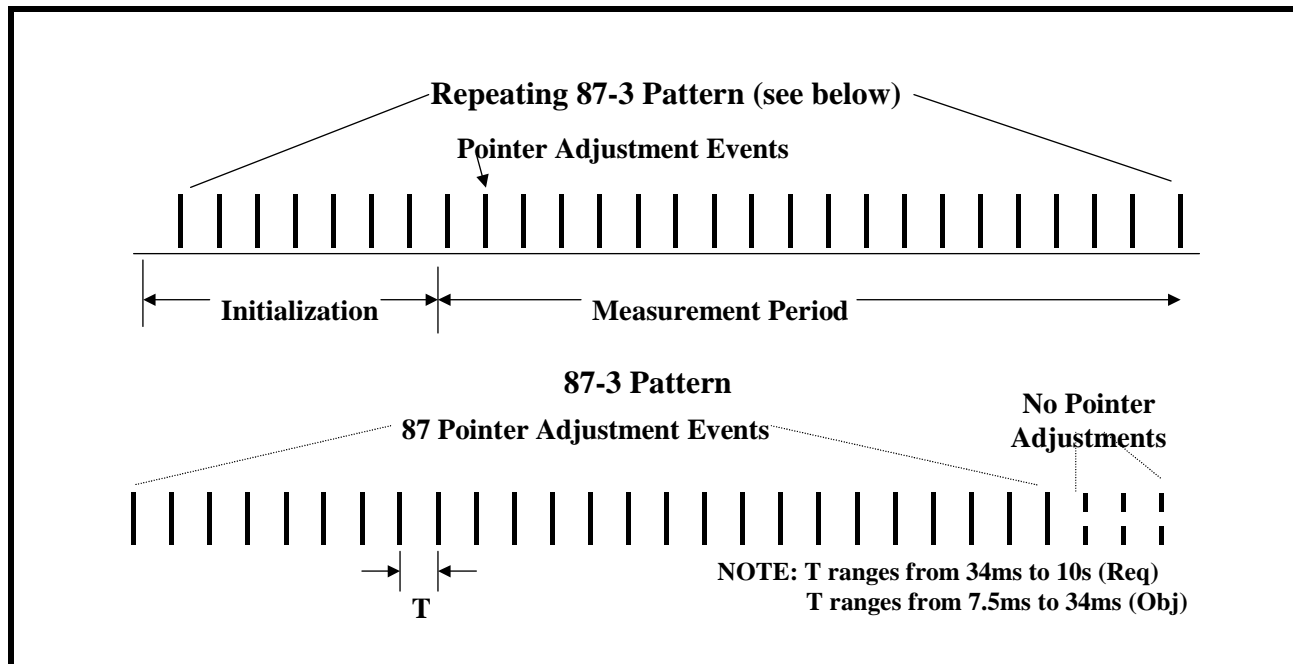 Repeating 87-3 Pattern (see below)
Pointer Adjustment Events
Initialization
Measurement Period
87-3 Pattern
87 Pointer Adjustment Events
No Pointer
Adjustments
T
NOTE: T ranges from 34ms to 10s (Req)
T ranges from 7.5ms to 34ms (Obj)